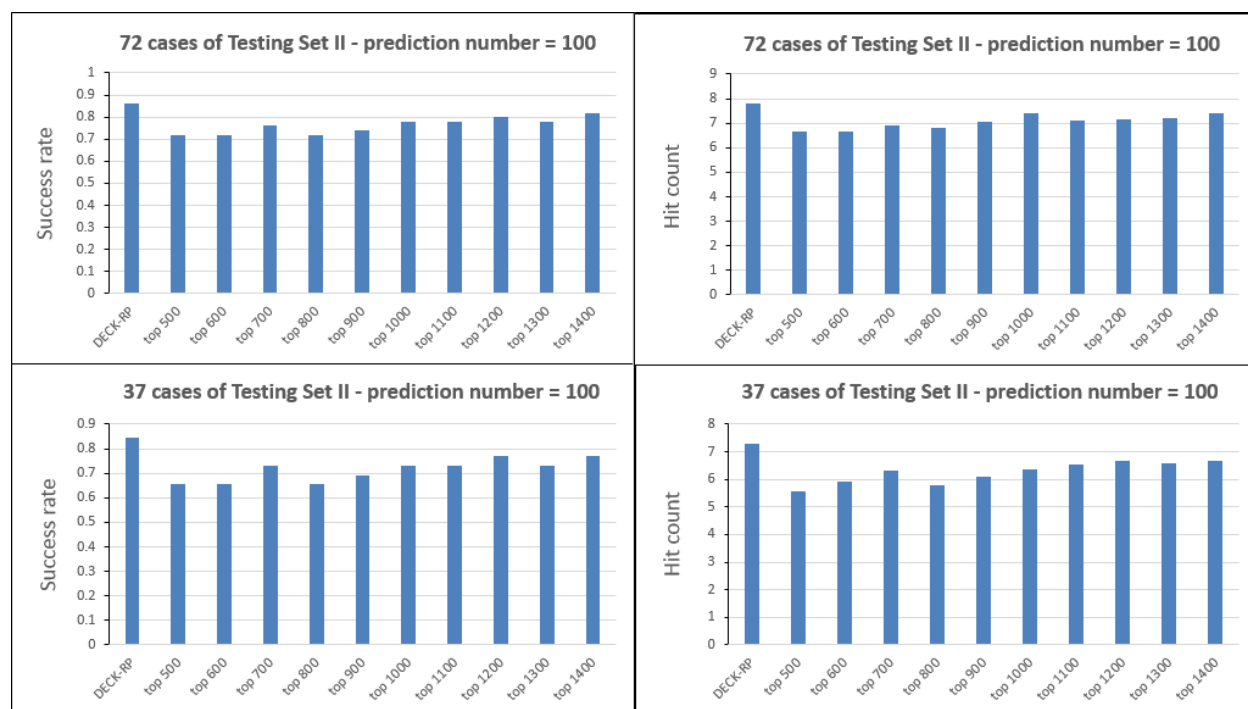 72 cases of Testing Set II - prediction number = 100
Success rate
1
0.9
0.8
0.7
0.6
0.5
0.4
0.3
0.2
0.1
0
DECK-RP
top 500
top 600
top 700
top 800
top 900
top 1000
top 1100
top 1200
top 1300
top 1400
72 cases of Testing Set II - prediction number = 100
Hit count
9
8
7
6
5
4
3
2
1
0
DECK-RP
top 500
top 600
top 700
top 800
top 900
top 1000
top 1100
top 1200
top 1300
top 1400
37 cases of Testing Set II - prediction number = 100
Success rate
0.9
0.8
0.7
0.6
0.5
0.4
0.3
0.2
0.1
0
DECK-RP
top 500
top 600
top 700
top 800
top 900
top 1000
top 1100
top 1200
top 1300
top 1400
37 cases of Testing Set II - prediction number = 100
Hit count
8
7
6
5
4
3
2
1
0
DECK-RP
top 500
top 600
top 700
top 800
top 900
top 1000
top 1100
top 1200
top 1300
top 1400